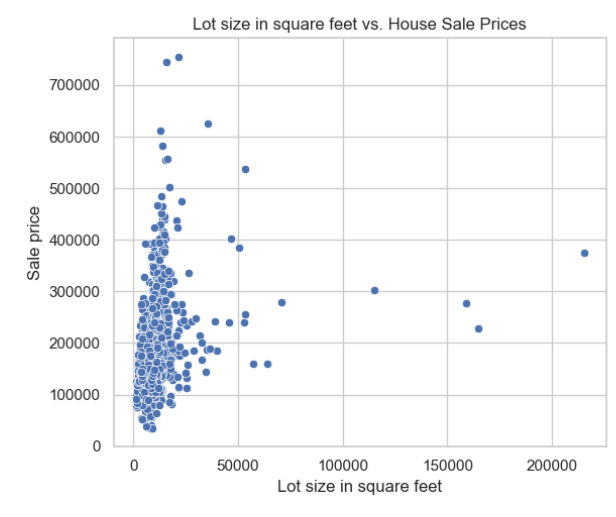 Lot size in square feet vs. House Sale Prices
700000
600000
500000
400000
300000
200000
100000
0
Sale price
0 50000 100000 150000 200000
Lot size in square feet